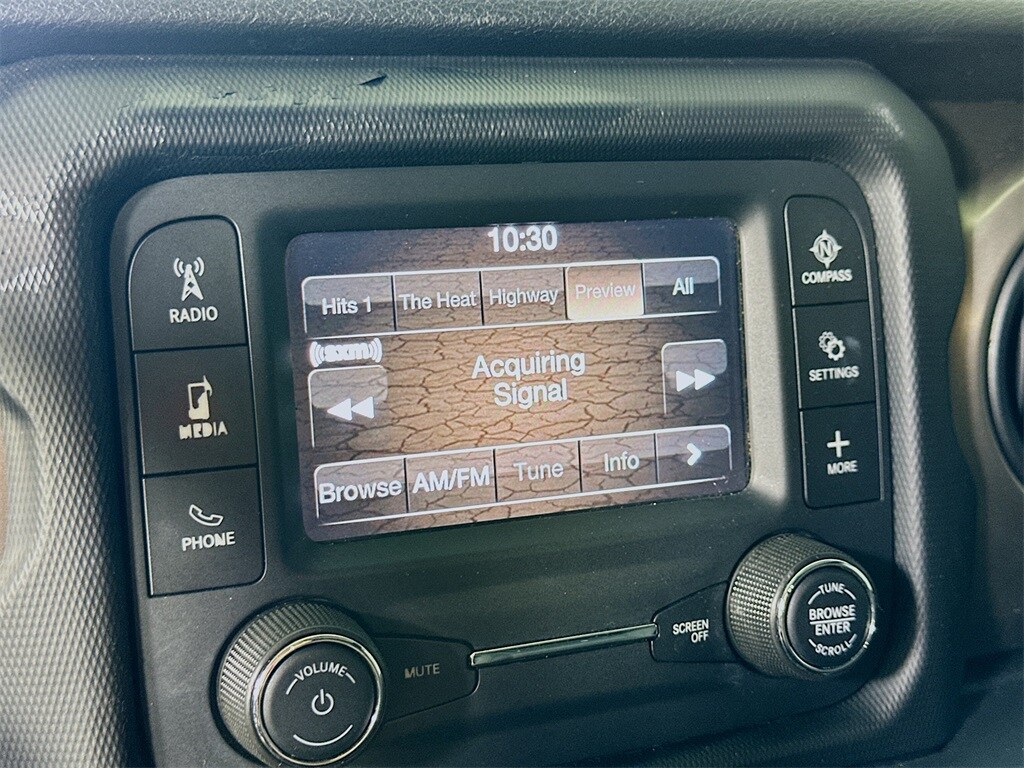 10:30
Hits 1 The Heat Highway Preview All
((sxm))
Acquiring
Signal
Browse AM/FM Tune Info
RADIO
MEDIA
PHONE
N
COMPASS
SETTINGS
MORE
VOLUME
MUTE
SCREEN
OFF
TUNE
BROWSE
ENTER
SCROLL